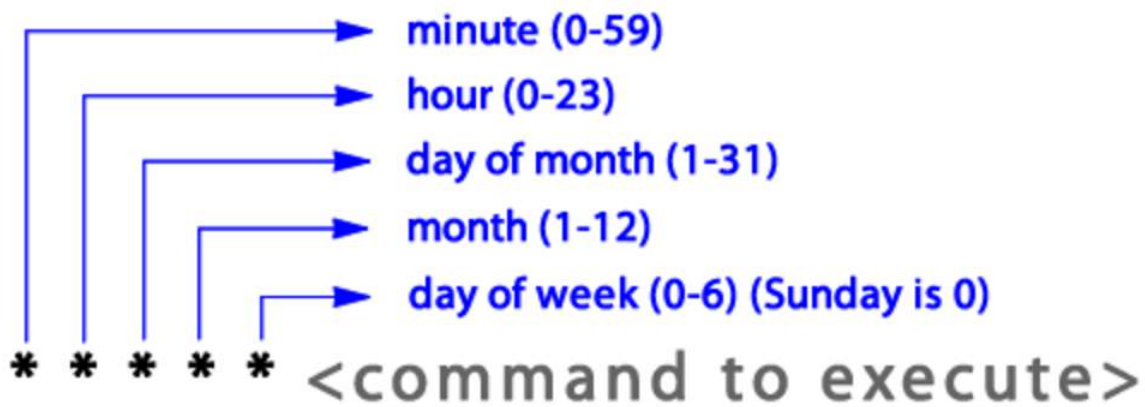 minute (0-59)
hour (0-23)
day of month (1-31)
month (1-12)
day of week (0-6) (Sunday is 0)
* * * * * <command to execute>